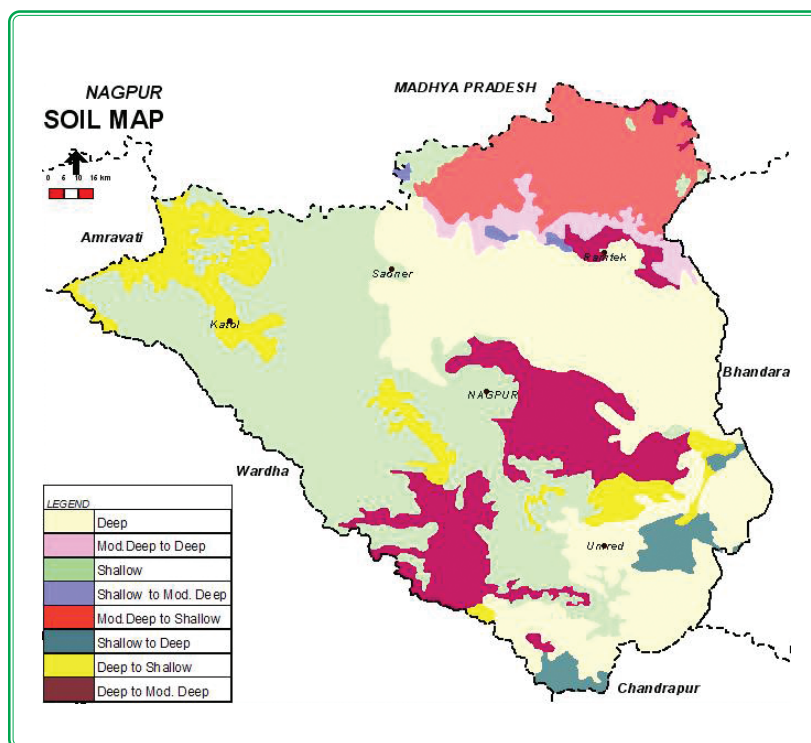 NAGPUR
SOIL MAP
0 6 10 16 km
MADHYA PRADESH
Amravati
Sadner
Ramtek
Katol
NAGPUR
Bhandara
Wardha
Umred
Chandrapur
LEGEND
Deep
Mod.Deep to Deep
Shallow
Shallow to Mod. Deep
Mod.Deep to Shallow
Shallow to Deep
Deep to Shallow
Deep to Mod. Deep